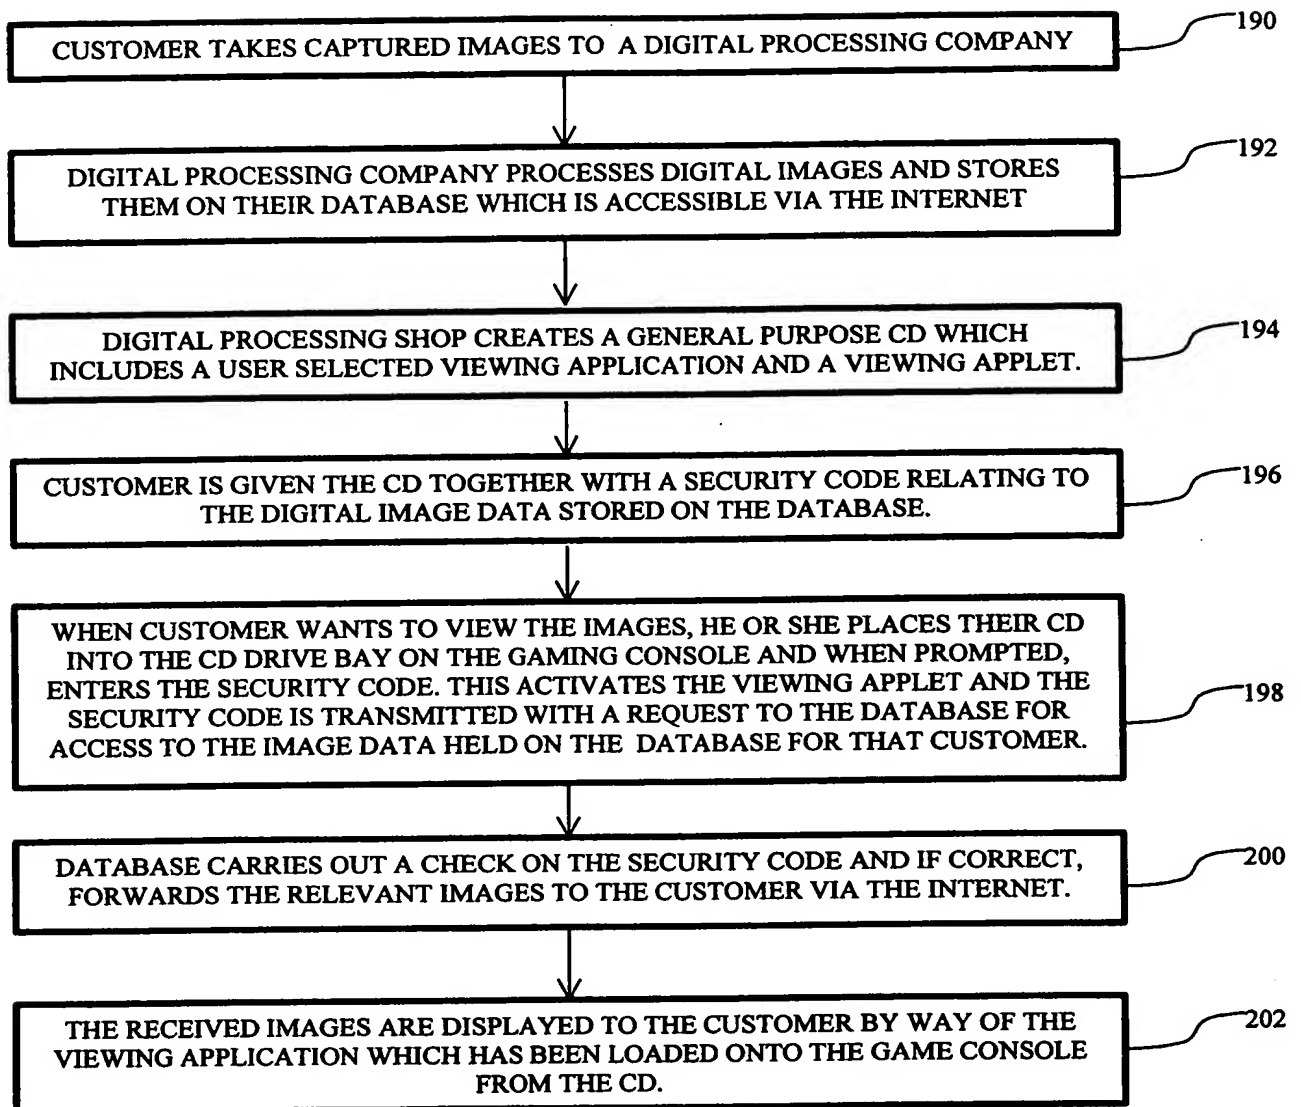 190
CUSTOMER TAKES CAPTURED IMAGES TO A DIGITAL PROCESSING COMPANY
192
DIGITAL PROCESSING COMPANY PROCESSES DIGITAL IMAGES AND STORES
THEM ON THEIR DATABASE WHICH IS ACCESSIBLE VIA THE INTERNET
194
DIGITAL PROCESSING SHOP CREATES A GENERAL PURPOSE CD WHICH
INCLUDES A USER SELECTED VIEWING APPLICATION AND A VIEWING APPLET.
196
CUSTOMER IS GIVEN THE CD TOGETHER WITH A SECURITY CODE RELATING TO
THE DIGITAL IMAGE DATA STORED ON THE DATABASE.
198
WHEN CUSTOMER WANTS TO VIEW THE IMAGES, HE OR SHE PLACES THEIR CD
INTO THE CD DRIVE BAY ON THE GAMING CONSOLE AND WHEN PROMPTED,
ENTERS THE SECURITY CODE. THIS ACTIVATES THE VIEWING APPLET AND THE
SECURITY CODE IS TRANSMITTED WITH A REQUEST TO THE DATABASE FOR
ACCESS TO THE IMAGE DATA HELD ON THE DATABASE FOR THAT CUSTOMER.
200
DATABASE CARRIES OUT A CHECK ON THE SECURITY CODE AND IF CORRECT,
FORWARDS THE RELEVANT IMAGES TO THE CUSTOMER VIA THE INTERNET.
202
THE RECEIVED IMAGES ARE DISPLAYED TO THE CUSTOMER BY WAY OF THE
VIEWING APPLICATION WHICH HAS BEEN LOADED ONTO THE GAME CONSOLE
FROM THE CD.